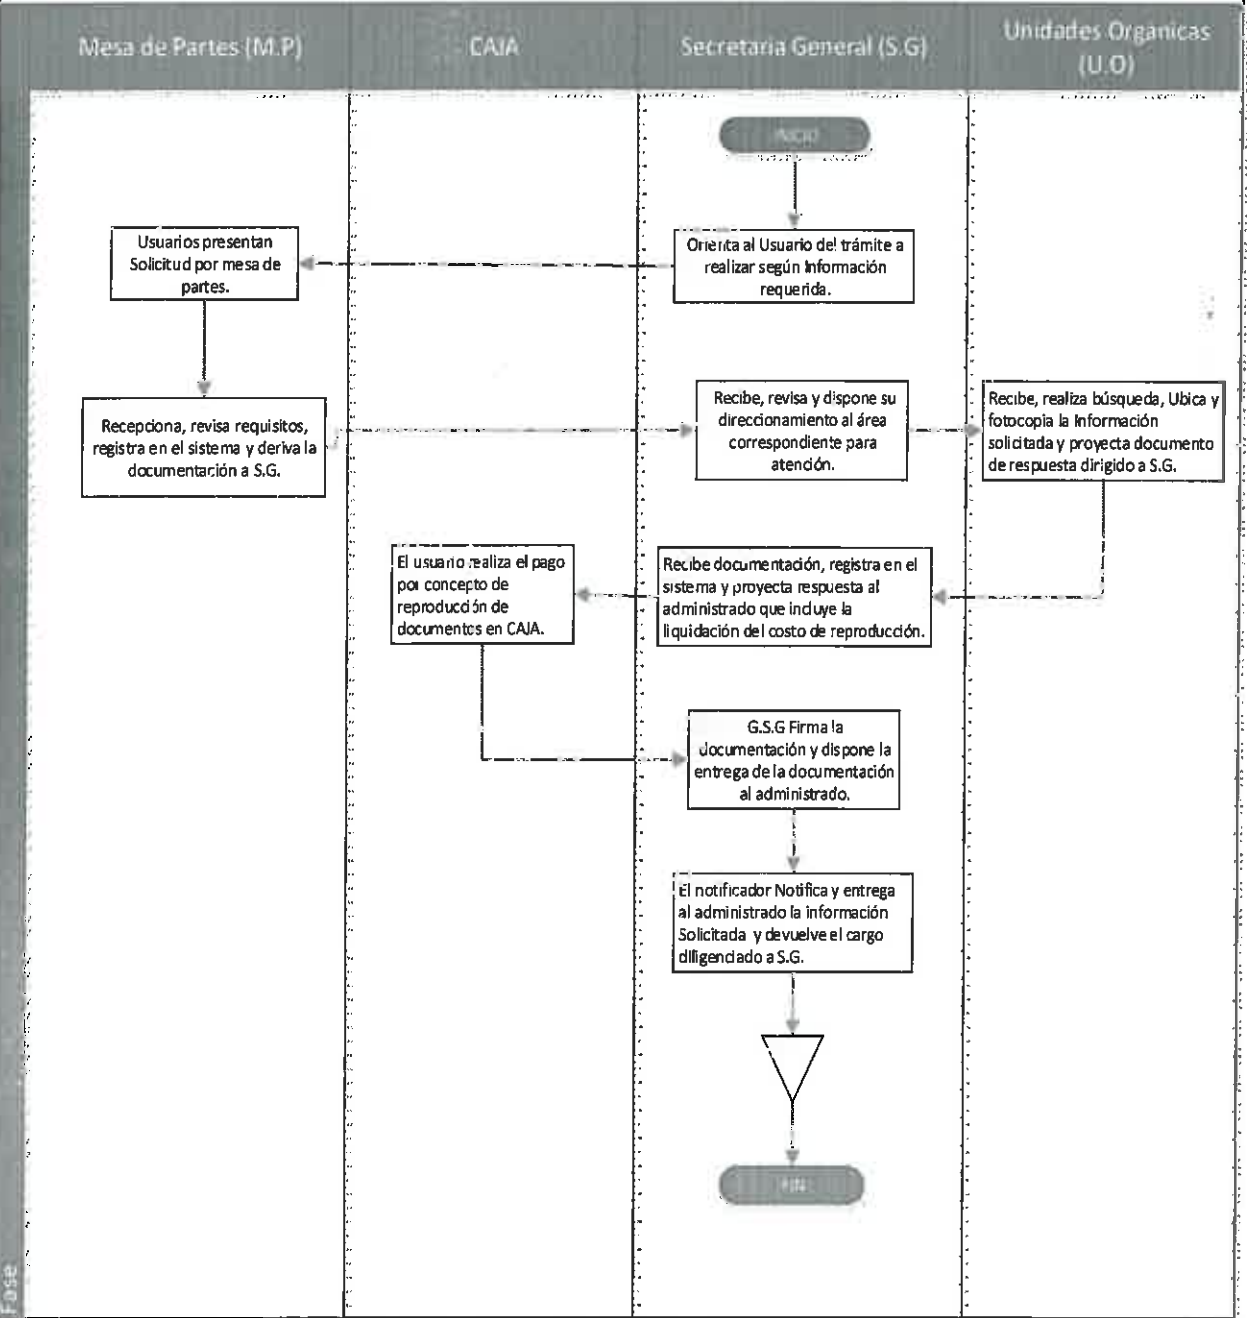 Mesa de Partes (M.P)
CAJA
Secretaria General (S.G)
Unidades Organicas
(U.O)
INICIO
Orienta al Usuario del trámite a
realizar según Información
requerida.
Usuarios presentan
Solicitud por mesa de
partes.
Recepciona, revisa requisitos,
registra en el sistema y deriva la
documentación a S.G.
Recibe, revisa y dispone su
direccionamiento al área
correspondiente para
atención.
Recibe, realiza búsqueda, Ubica y
fotocopia la Información
solicitada y proyecta documento
de respuesta dirigido a S.G.
Recibe documentación, registra en el
sistema y proyecta respuesta al
administrado que incluye la
liquidación del costo de reproducción.
El usuario realiza el pago
por concepto de
reproducción de
documentos en CAJA.
G.S.G Firma la
documentación y dispone la
entrega de la documentación
al administrado.
El notificador Notifica y entrega
al administrado la información
Solicitada y devuelve el cargo
diligenciado a S.G.
FIN
Fase